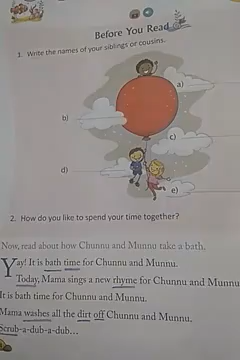 Before You Read
1. Write the names of your siblings or cousins.
a)
b)
c)
d)
e)
2. How do you like to spend your time together?
Now, read about how Chunnu and Munnu take a bath.
Yay! It is bath time for Chunnu and Munnu.
Today, Mama sings a new rhyme for Chunnu and Munnu
It is bath time for Chunnu and Munnu.
Mama washes all the dirt off Chunnu and Munnu.
Scrub-a-dub-a-dub...